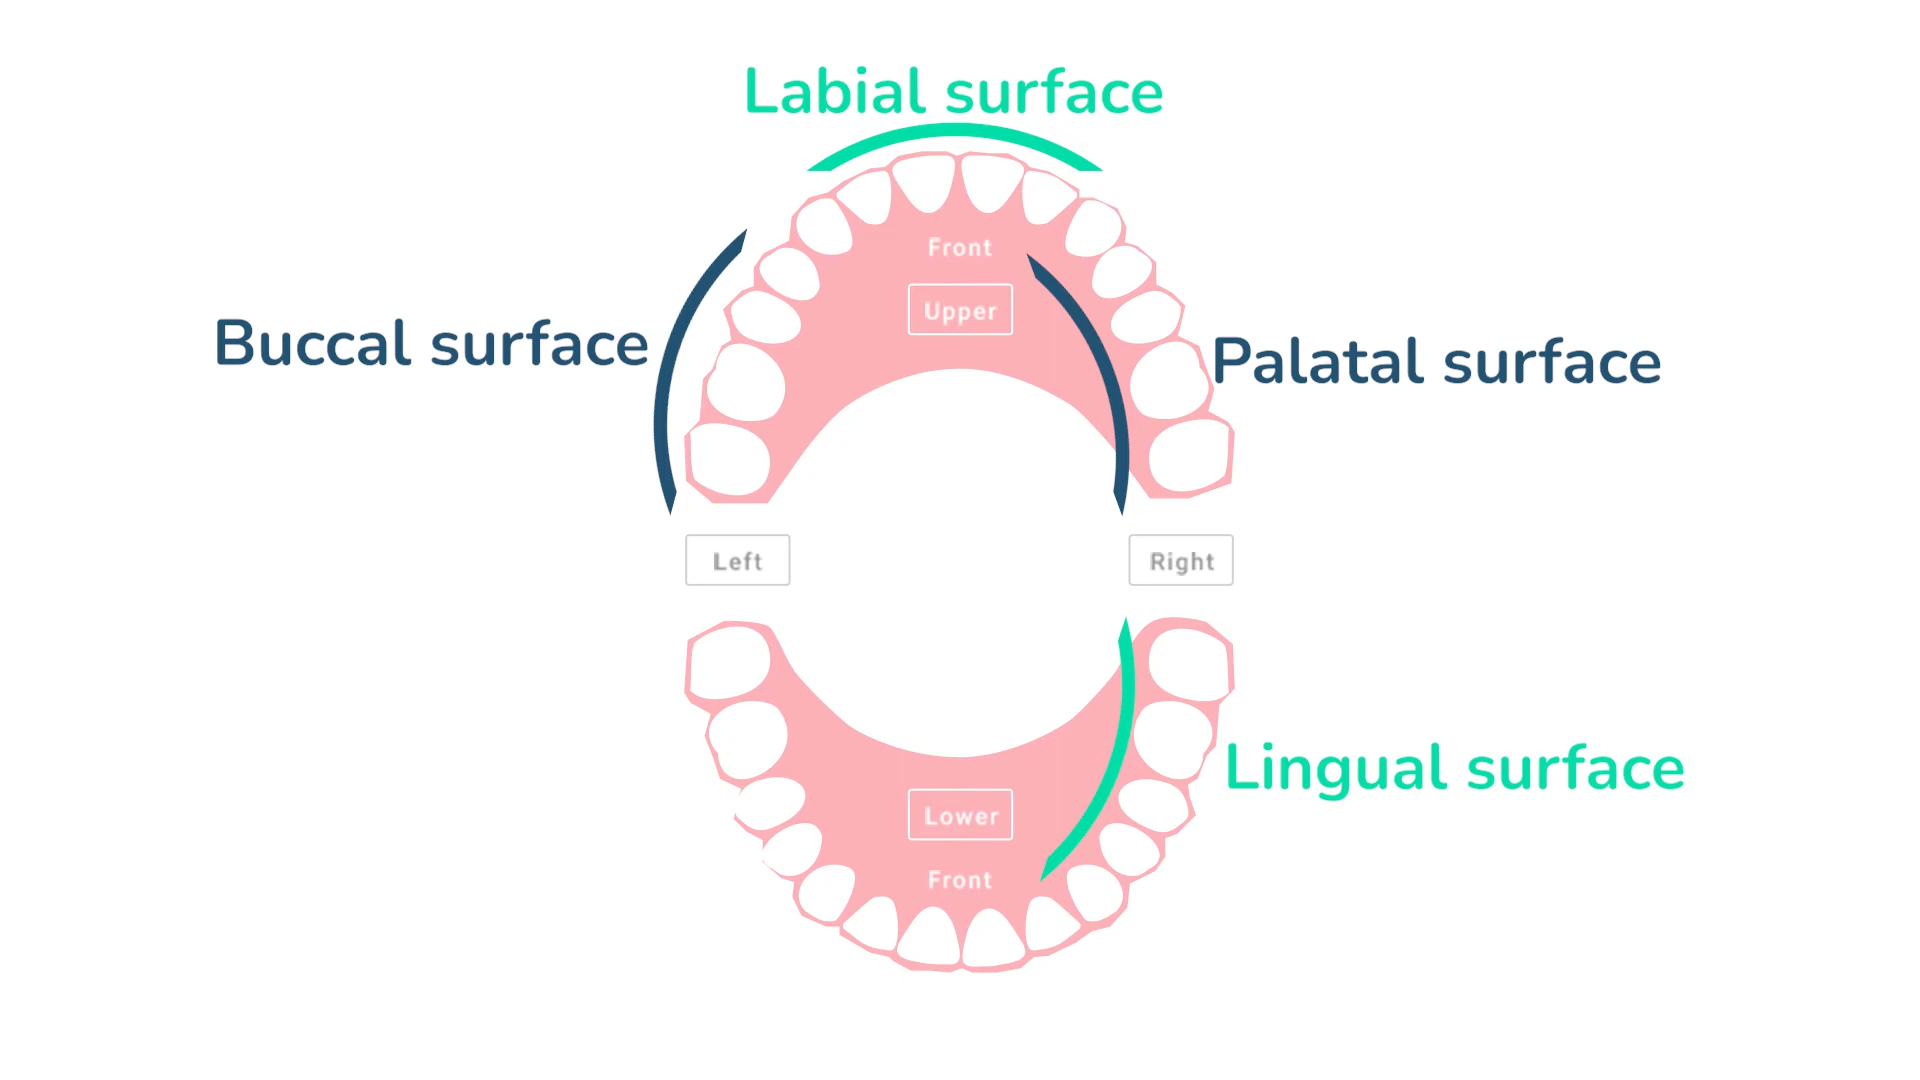 Labial surface
Front
Upper
Buccal surface
Palatal surface
Left
Right
Lingual surface
Lower
Front